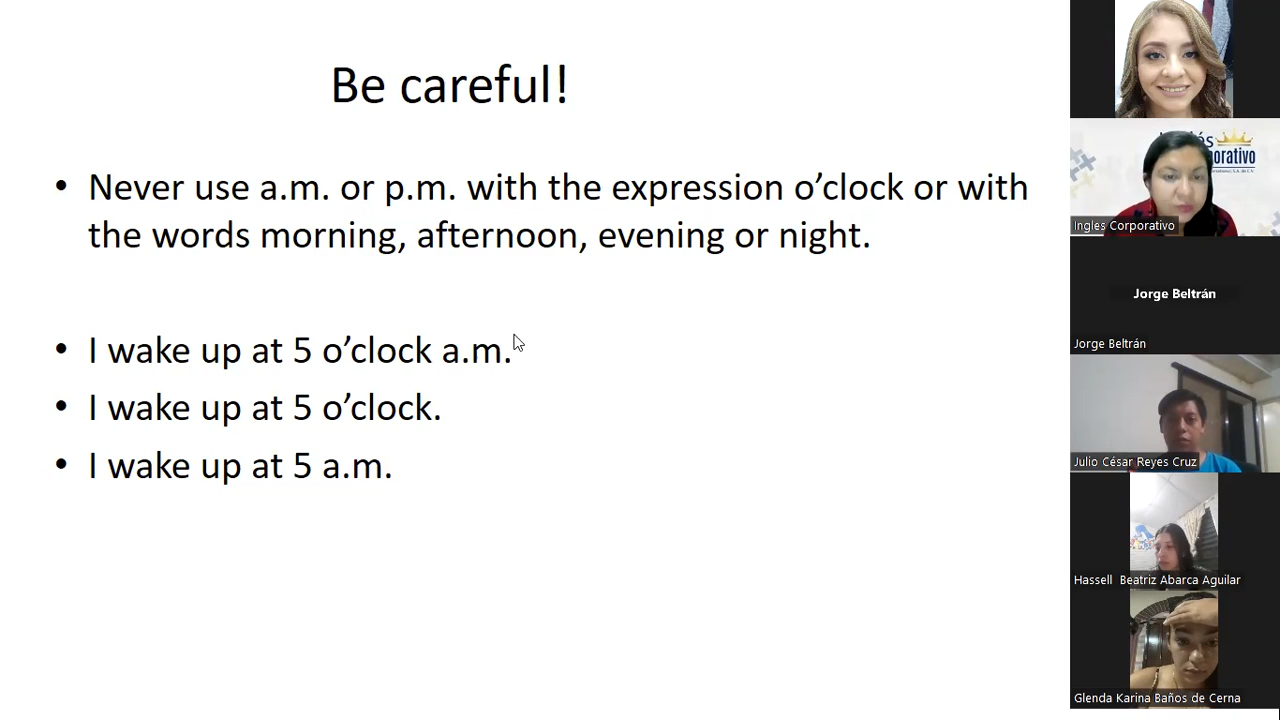 Be careful!
• Never use a.m. or p.m. with the expression o’clock or with
the words morning, afternoon, evening or night.
• I wake up at 5 o’clock a.m.
• I wake up at 5 o’clock.
• I wake up at 5 a.m.
Ingles Corporativo
Jorge Beltrán
Jorge Beltrán
Julio César Reyes Cruz
Hassell Beatriz Abarca Aguilar
Glenda Karina Baños de Cerna